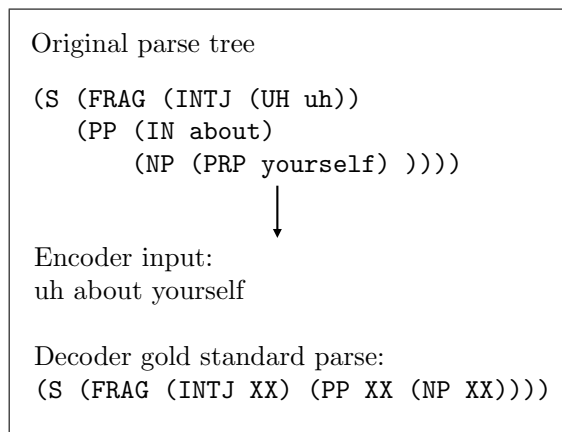 Original parse tree
(S (FRAG (INTJ (UH uh))
(PP (IN about)
(NP (PRP yourself) ))))
Encoder input:
uh about yourself
Decoder gold standard parse:
(S (FRAG (INTJ XX) (PP XX (NP XX))))